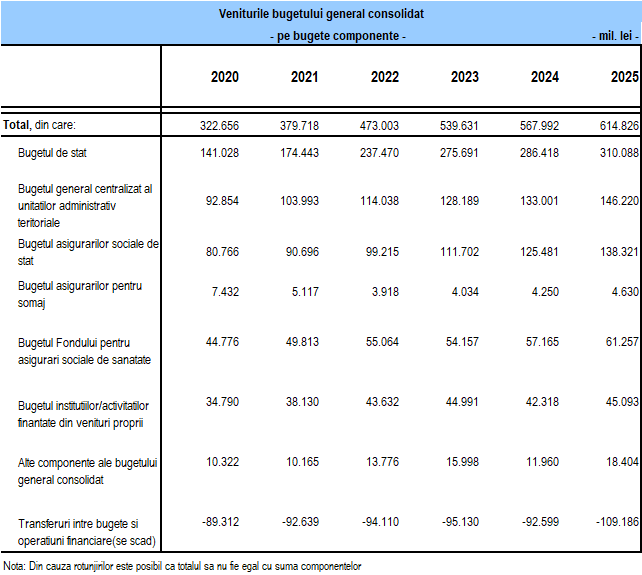 Veniturile bugetului general consolidat
- pe bugete componente - - mil. lei -
2020 2021 2022 2023 2024 2025
Total, din care: 322.656 379.718 473.003 539.631 567.992 614.826
Bugetul de stat 141.028 174.443 237.470 275.691 286.418 310.088
Bugetul general centralizat al
unitatilor administrativ 92.854 103.993 114.038 128.189 133.001 146.220
teritoriale
Bugetul asigurarilor sociale de
stat 80.766 90.696 99.215 111.702 125.481 138.321
Bugetul asigurarilor pentru
somaj 7.432 5.117 3.918 4.034 4.250 4.630
Bugetul Fondului pentru 44.776 49.813 55.064 54.157 57.165 61.257
asigurari sociale de sanatate
Bugetul institutiilor/activitatilor 34.790 38.130 43.632 44.991 42.318 45.093
finantate din venituri proprii
Alte componente ale bugetului 10.322 10.165 13.776 15.998 11.960 18.404
general consolidat
Transferuri intre bugete si -89.312 -92.639 -94.110 -95.130 -92.599 -109.186
operatiuni financiare(se scad)
Nota: Din cauza rotunjirilor este posibil ca totalul sa nu fie egal cu suma componentelor